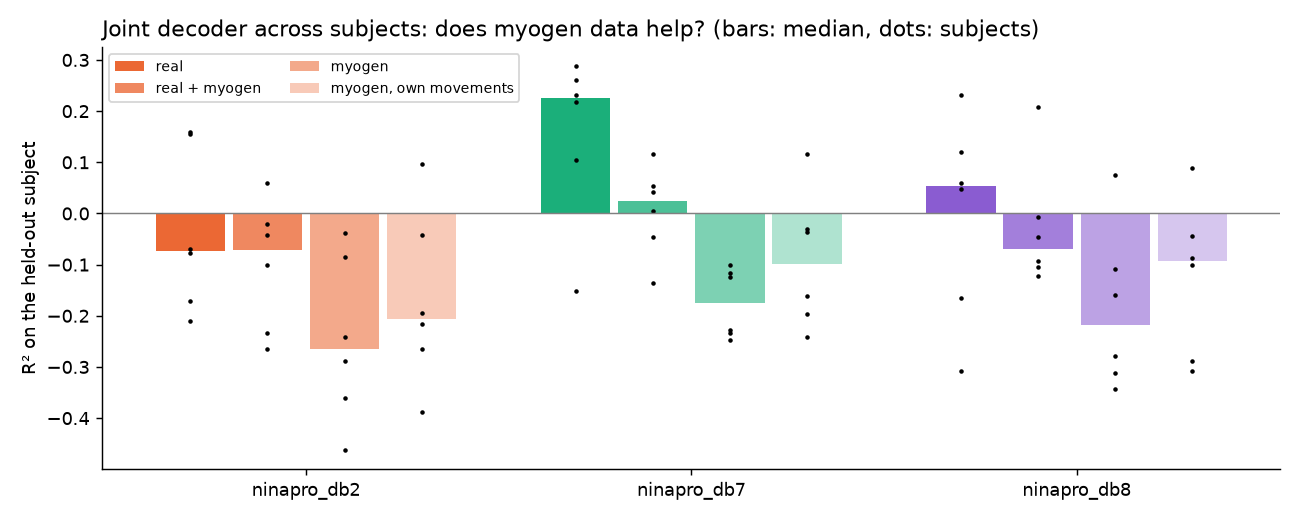 Joint decoder across subjects: does myogen data help? (bars: median, dots: subjects)
real
real + myogen
myogen
myogen, own movements
R² on the held-out subject
0.3
0.2
0.1
0.0
−0.1
−0.2
−0.3
−0.4
ninapro_db2
ninapro_db7
ninapro_db8